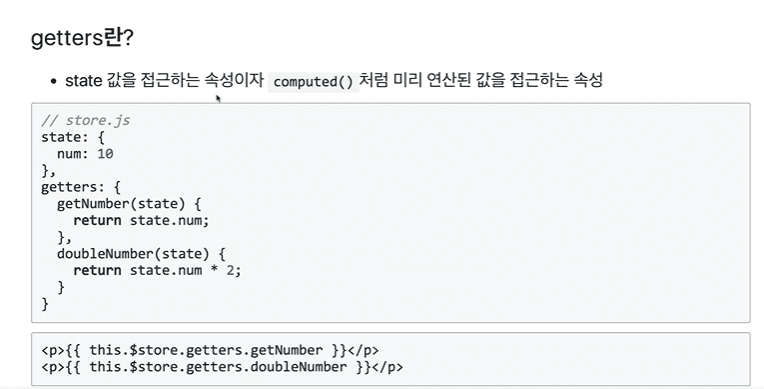 getters란?
• state 값을 접근하는 속성이자 computed() 처럼 미리 연산된 값을 접근하는 속성
// store.js
state: {
  num: 10
},
getters: {
  getNumber(state) {
    return state.num;
  },
  doubleNumber(state) {
    return state.num * 2;
  }
}
<p>{{ this.$store.getters.getNumber }}</p>
<p>{{ this.$store.getters.doubleNumber }}</p>